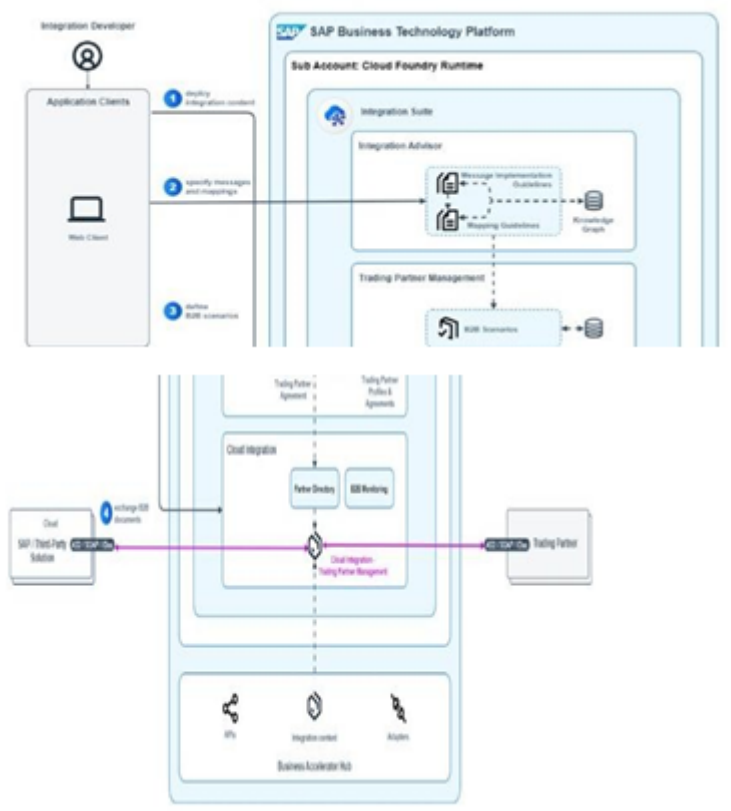 Integration Developer
SAP
SAP Business Technology Platform
Sub Account: Cloud Foundry Runtime
Application Clients
1
deploy
integration content
Integration Suite
Integration Advisor
2
specify messages
and mappings
Message Implementation
Guidelines
Mapping Guidelines
Knowledge
Graph
Web Client
Trading Partner Management
3
define
B2B scenarios
B2B Scenarios
Trading Partner
Agreement
Trading Partner
Profiles &
Agreements
Cloud Integration
Partner Directory
B2B Monitoring
4
exchange B2B
documents
Cloud
SAP / Third-Party
Solution
Trading Partner
Cloud Integration -
Trading Partner Management
APIs
Integration content
Adapters
Business Accelerator Hub